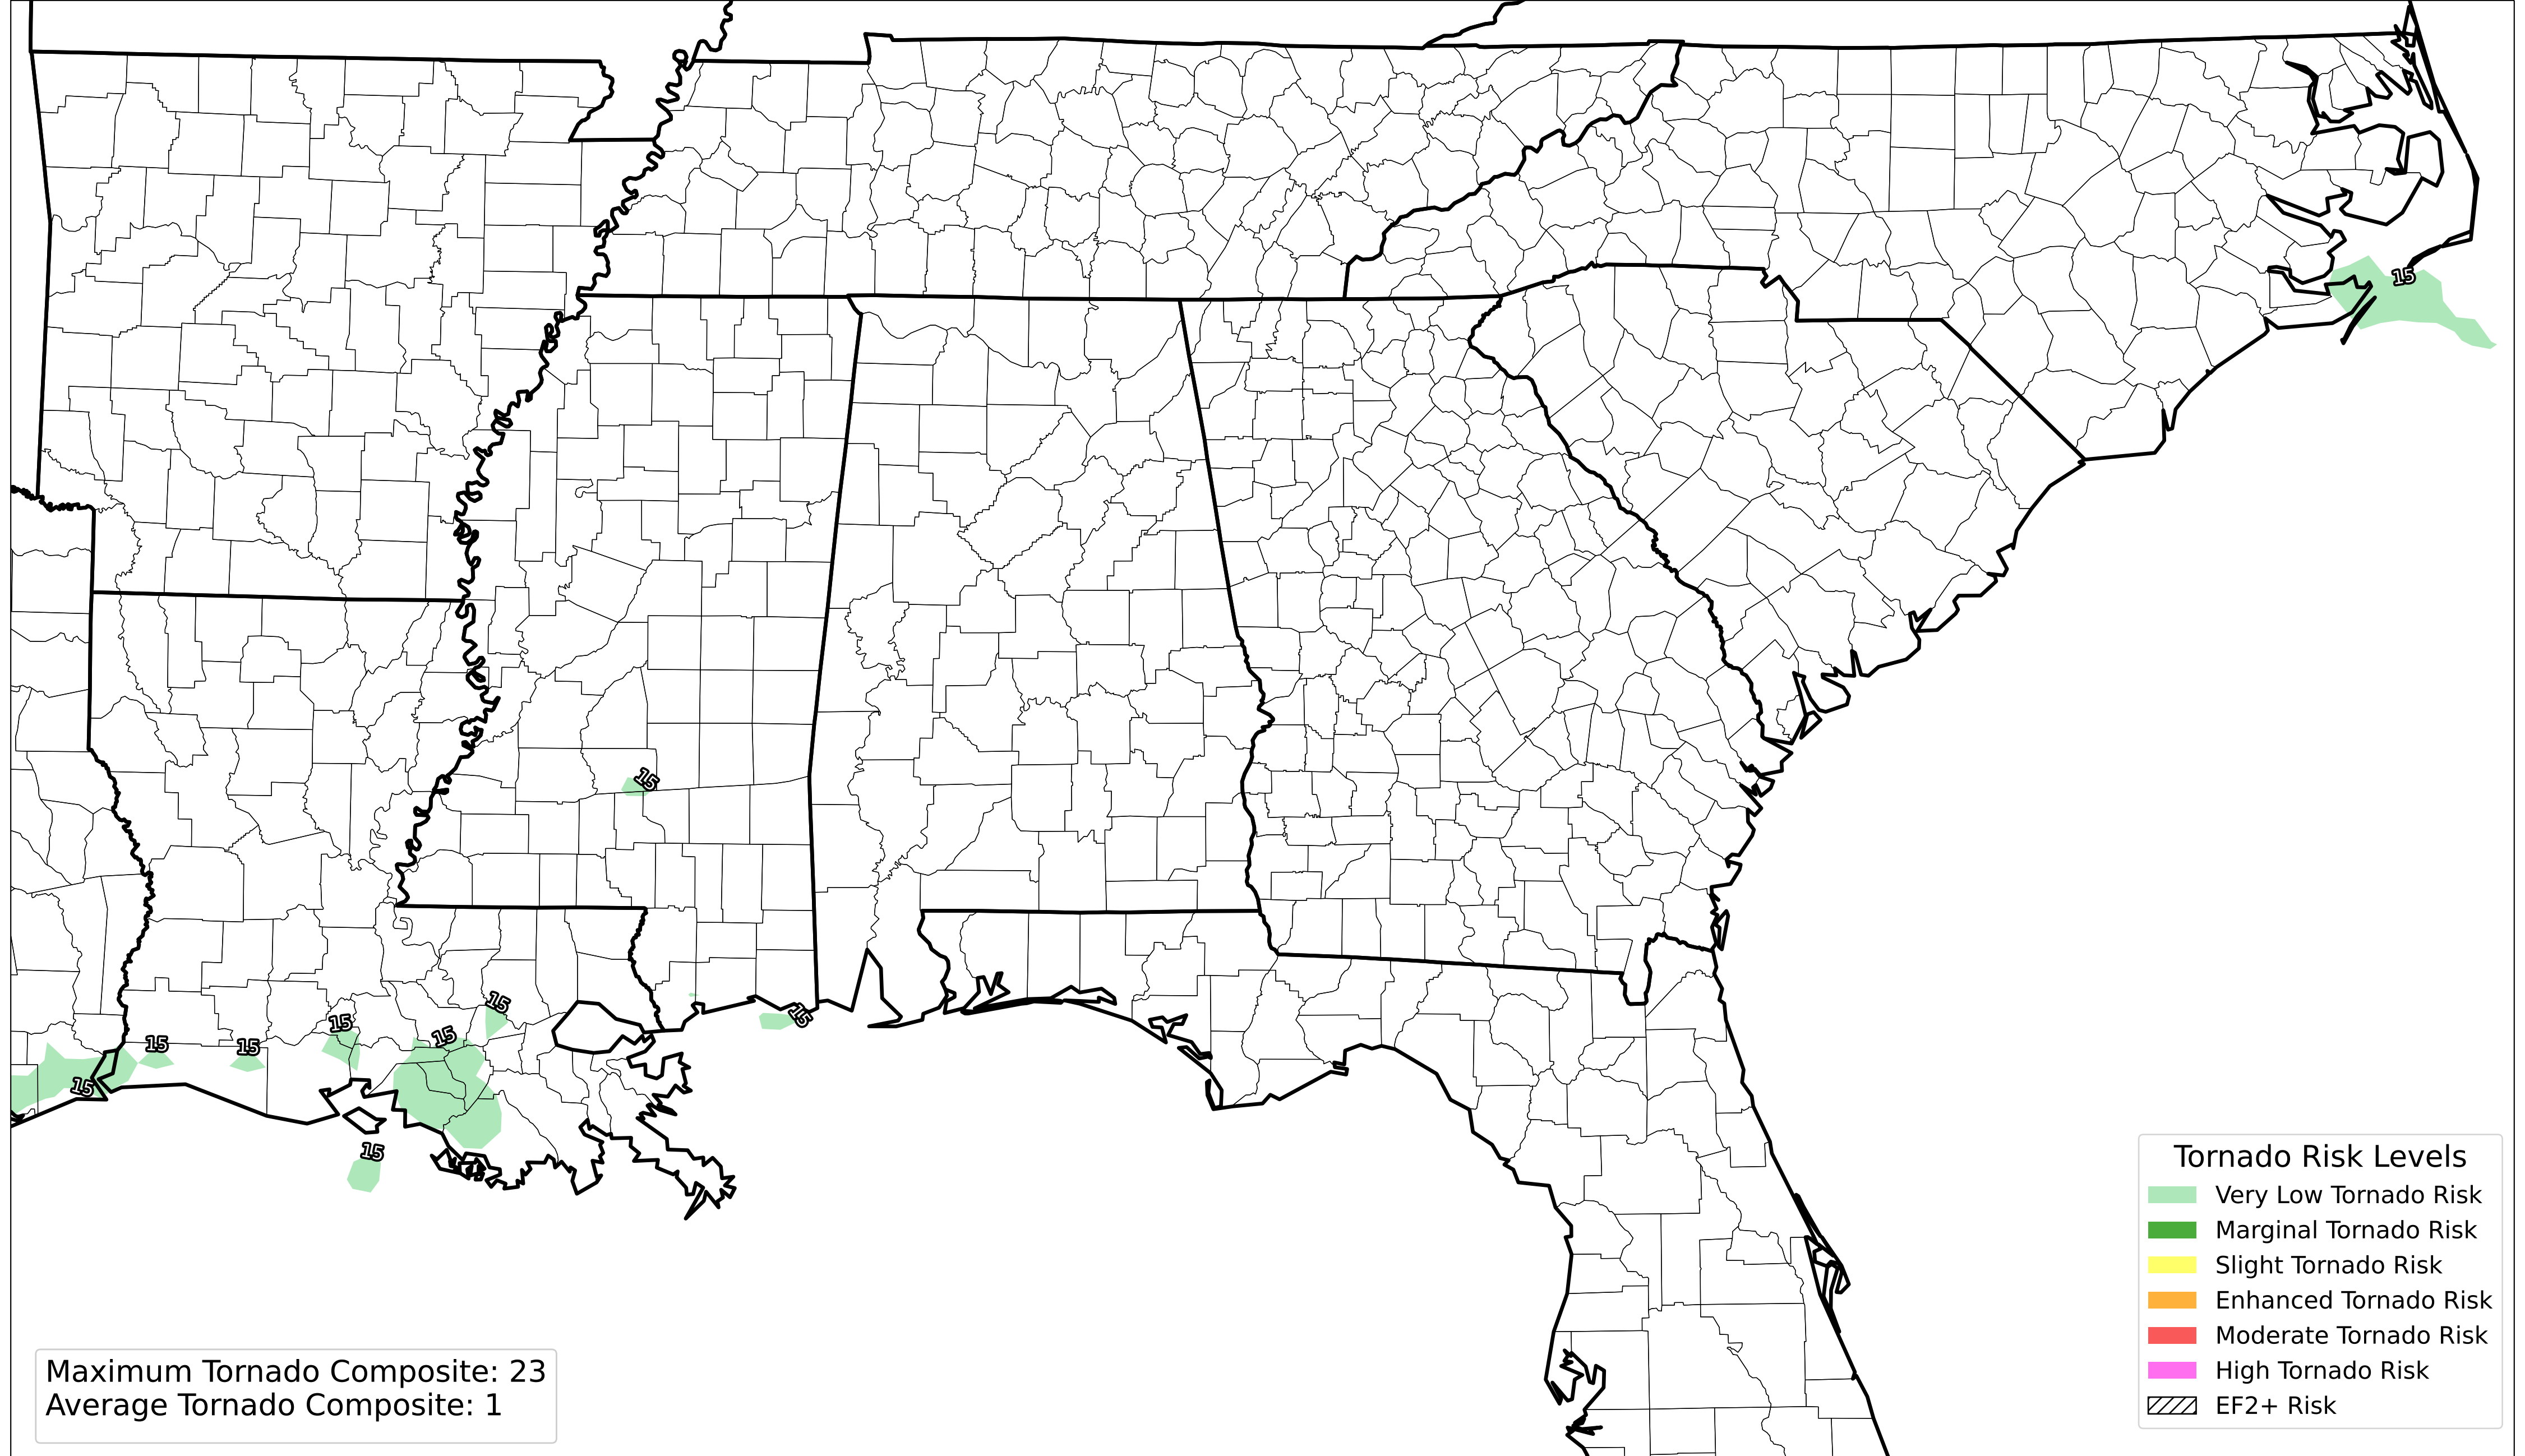 15
15
15
15
15
15
15
15
15
15
Tornado Risk Levels
Very Low Tornado Risk
Marginal Tornado Risk
Slight Tornado Risk
Enhanced Tornado Risk
Moderate Tornado Risk
High Tornado Risk
EF2+ Risk
Maximum Tornado Composite: 23
Average Tornado Composite: 1